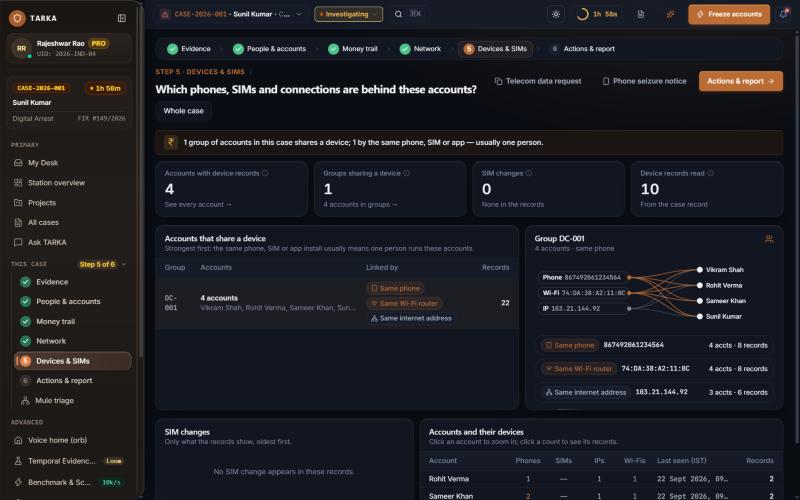 TARKA
RR
Rajeshwar Rao PRO
UID: 2026-IND-04
CASE-2026-001 1h 58m
Sunil Kumar
Digital Arrest FIR #149/2026
PRIMARY
My Desk
Station overview
Projects
All cases
Ask TARKA
THIS CASE Step 5 of 6
Evidence
People & accounts
Money trail
Network
5 Devices & SIMs
6 Actions & report
Mule triage
ADVANCED
Voice home (orb)
Temporal Evidenc... Loom
Benchmark & Sc... 10k/s
CASE-2026-001 · Sunil Kumar · C...
Investigating
⌘K
1h 58m
Freeze accounts
Evidence
People & accounts
Money trail
Network
5 Devices & SIMs
6 Actions & report
STEP 5 · DEVICES & SIMS /
Which phones, SIMs and connections are behind these accounts?
Telecom data request
Phone seizure notice
Actions & report →
Whole case
₹ 1 group of accounts in this case shares a device; 1 by the same phone, SIM or app — usually one person.
Accounts with device records
4
See every account →
Groups sharing a device
1
4 accounts in groups →
SIM changes
0
None in the records
Device records read
10
From the case record
Accounts that share a device
Strongest first: the same phone, SIM or app install usually means one person runs these accounts.
Group Accounts Linked by Records
DC-001
4 accounts
Vikram Shah, Rohit Verma, Sameer Khan, Sun...
Same phone
Same Wi-Fi router
Same internet address
22
Group DC-001
4 accounts · same phone
Phone 867492061234564
Wi-Fi 74:DA:38:A2:11:8C
IP 103.21.144.92
Vikram Shah
Rohit Verma
Sameer Khan
Sunil Kumar
Same phone 867492061234564 4 accts · 8 records
Same Wi-Fi router 74:DA:38:A2:11:8C 4 accts · 8 records
Same internet address 103.21.144.92 3 accts · 6 records
SIM changes
Only what the records show, oldest first.
No SIM change appears in these records.
Accounts and their devices
Click an account to zoom in; click a count to see its records.
Account Phones SIMs IPs Wi-Fis Last seen (IST) Records
Rohit Verma 1 — 1 1 22 Sept 2026, 09... 2
Sameer Khan 2 — 1 1 22 Sept 2026, 09... 2